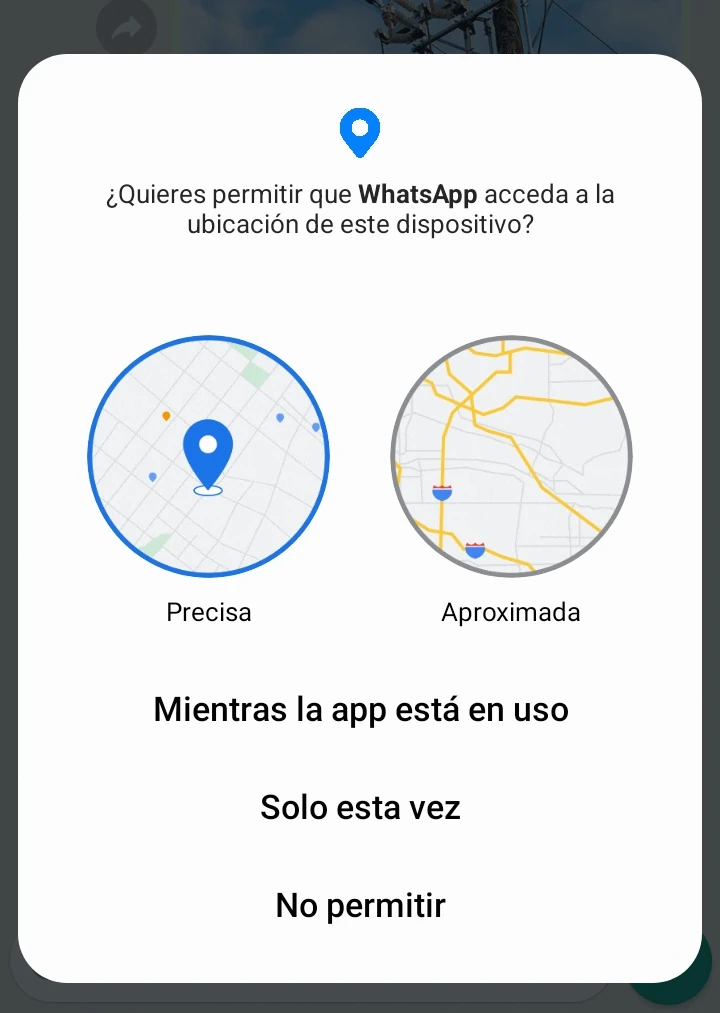 ¿Quieres permitir que WhatsApp acceda a la
ubicación de este dispositivo?
Precisa
Aproximada
Mientras la app está en uso
Solo esta vez
No permitir